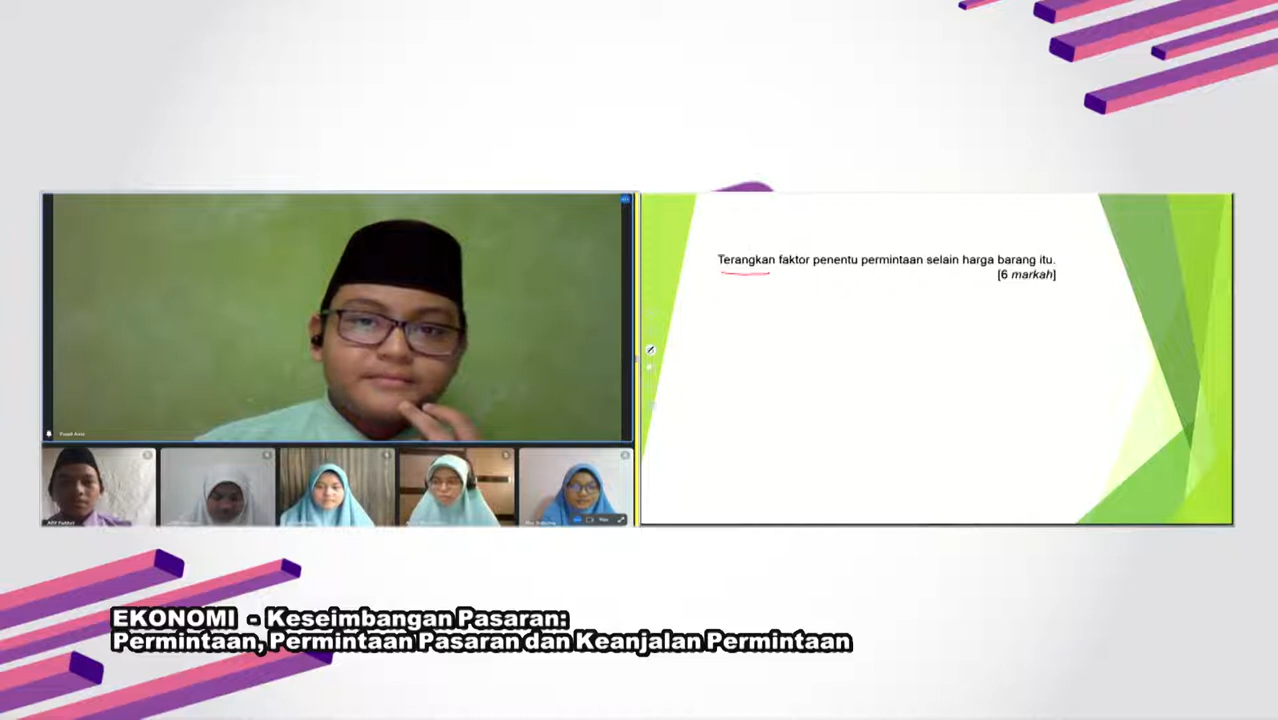 Terangkan faktor penentu permintaan selain harga barang itu.
[6 markah]
EKONOMI - Keseimbangan Pasaran:
Permintaan, Permintaan Pasaran dan Keanjalan Permintaan